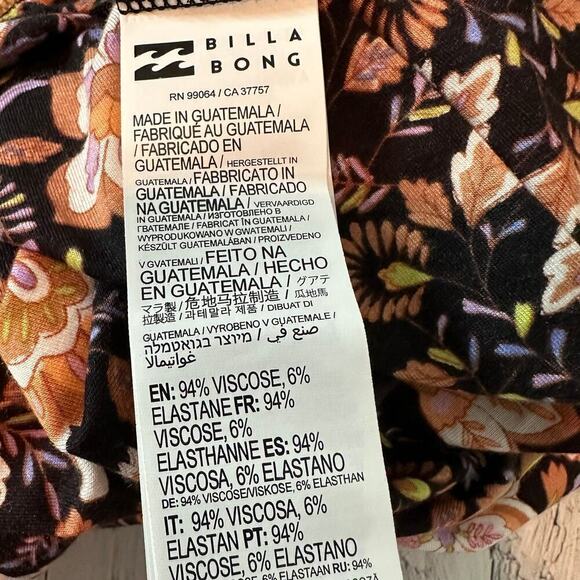 BILLA
BONG
RN 99064 / CA 37757
MADE IN GUATEMALA /
FABRIQUÉ AU GUATEMALA
/ FABRICADO EN
GUATEMALA / HERGESTELLT IN
GUATEMALA / FABBRICATO IN
GUATEMALA / FABRICADO
NA GUATEMALA / VERVAARDIGD
IN GUATEMALA / ИЗГОТОВЛЕНО В
ГВАТЕМАЛЕ / FABRICAT ÎN GUATEMALA /
WYPRODUKOWANO W GWATEMALI /
KÉSZÜLT GUATEMALÁBAN / PROIZVEDENO
V GVATEMALI / FEITO NA
GUATEMALA / HECHO
EN GUATEMALA / グアテ
マラ製 / 危地马拉制造 / 瓜地馬
拉製造 / 과테말라 제품 / DIBUAT DI
GUATEMALA / VYROBENO V GUATEMALE /
صنع في / מיוצר בגואטמלה
غواتيمالا
EN: 94% VISCOSE, 6%
ELASTANE FR: 94%
VISCOSE, 6%
ELASTHANNE ES: 94%
VISCOSA, 6% ELASTANO
DE: 94% VISCOSE/VISKOSE, 6% ELASTHAN
IT: 94% VISCOSA, 6%
ELASTAN PT: 94%
VISCOSE, 6% ELASTANO
6% ELASTAAN RU: 94%